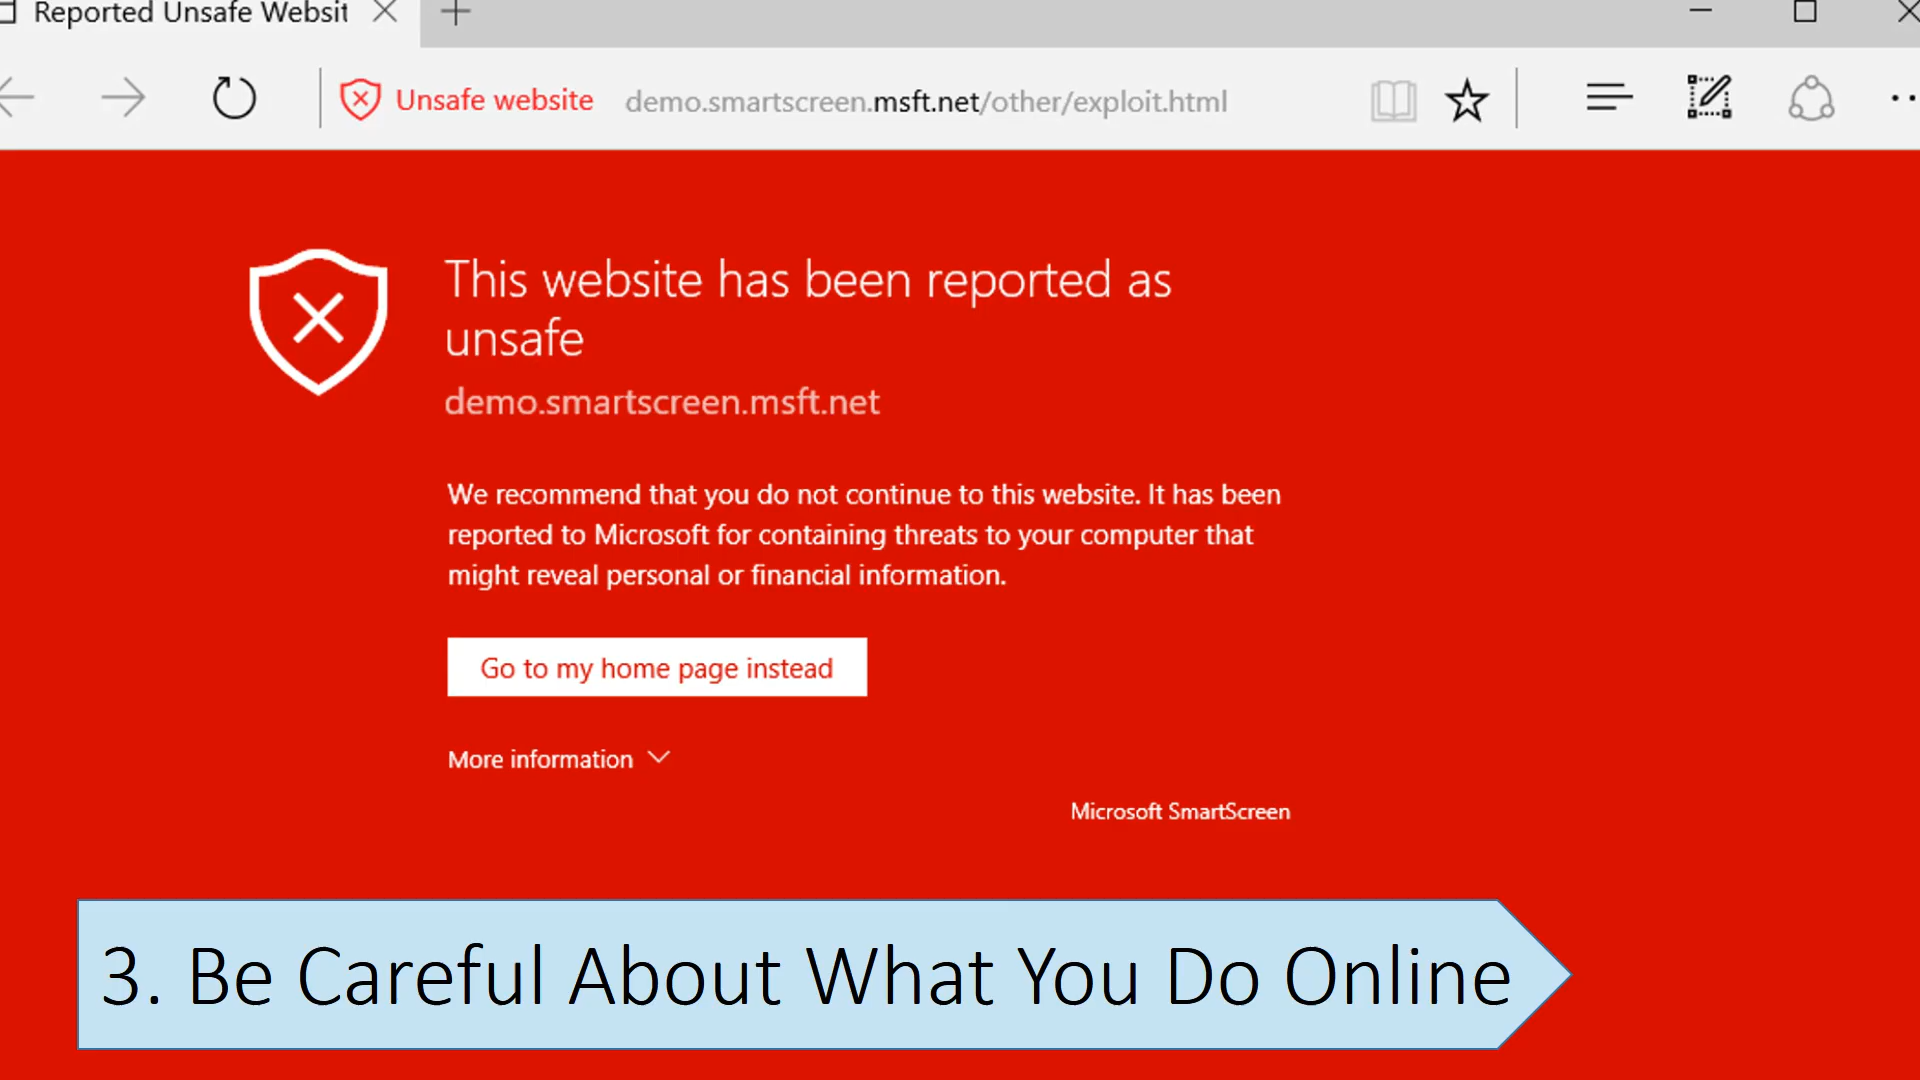 Reported Unsafe Websit
Unsafe website demo.smartscreen.msft.net/other/exploit.html
This website has been reported as
unsafe
demo.smartscreen.msft.net
We recommend that you do not continue to this website. It has been
reported to Microsoft for containing threats to your computer that
might reveal personal or financial information.
Go to my home page instead
More information
Microsoft SmartScreen
3. Be Careful About What You Do Online